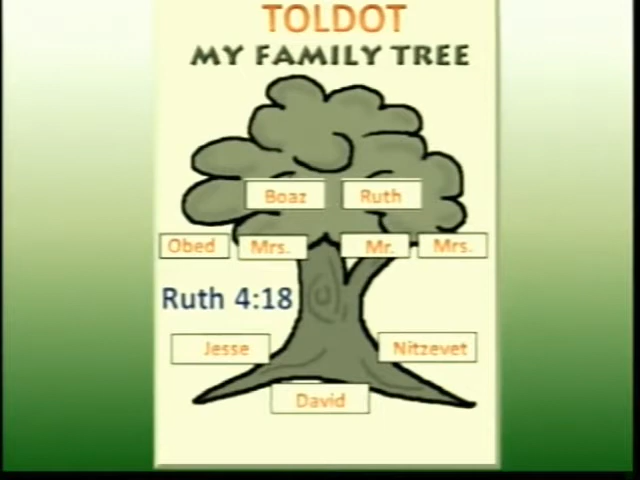 TOLDOT
MY FAMILY TREE
Boaz Ruth
Obed Mrs. Mr. Mrs.
Ruth 4:18
Jesse Nitzevet
David